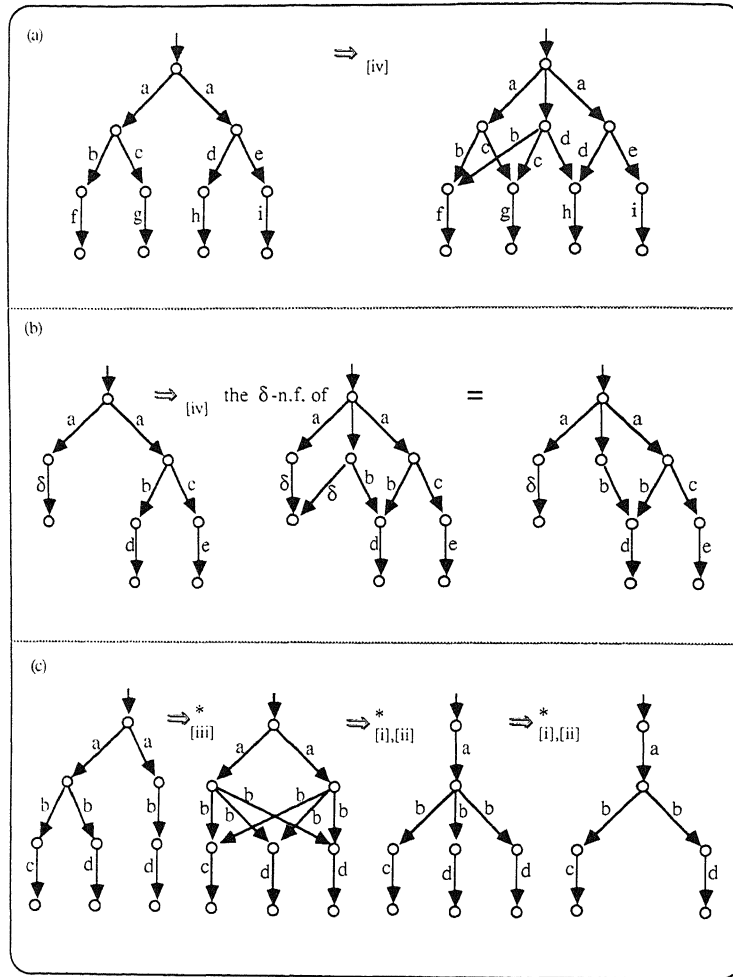 (a)
⇒ [iv]
a a a a
b c d e b c b c d d e
f g h i f g h i
(b)
⇒ [iv] the δ-n.f. of =
a a a a a a
δ b c δ δ b b c δ b b c
d e d e d e
(c)
⇒ * [iii] ⇒ * [i],[ii] ⇒ * [i],[ii]
a a a a a a
b b b b b b b b b b b b b b
c d d c d d c d d c d